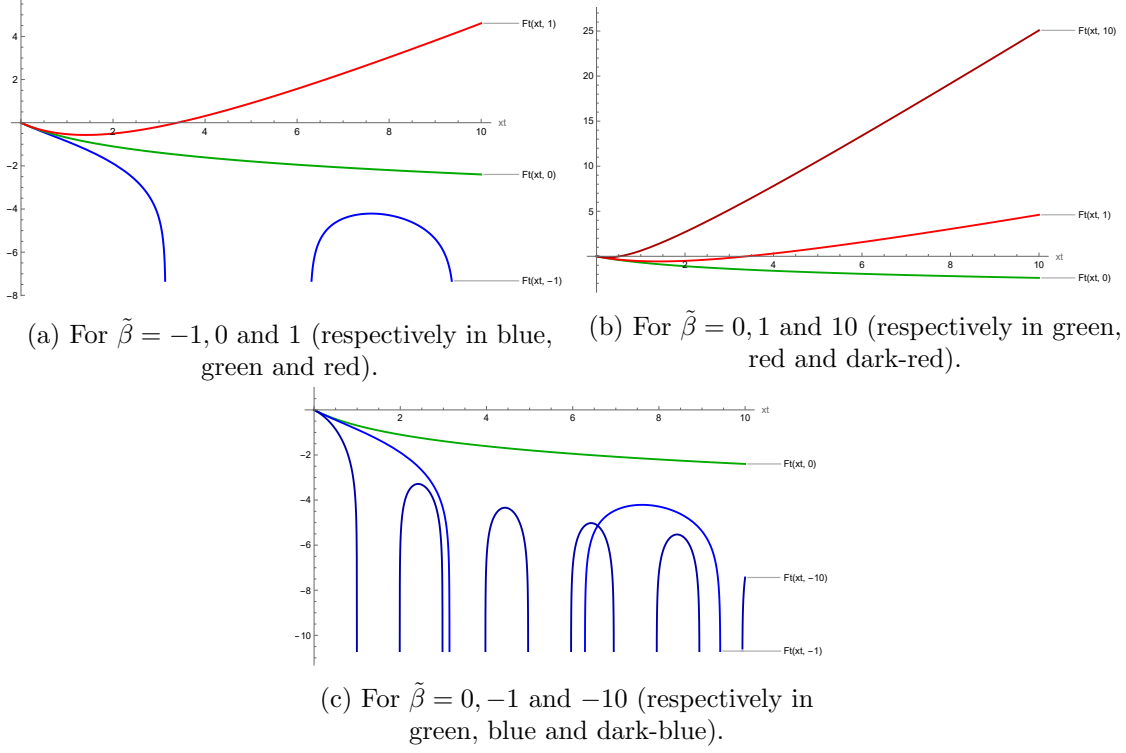 4
2
2
4
6
8
10
xt
-2
-4
-6
-8
Ft(xt, 1)
Ft(xt, 0)
Ft(xt, -1)
(a) For β̃ = −1, 0 and 1 (respectively in blue,
green and red).
25
20
15
10
5
2
4
6
8
10
xt
Ft(xt, 10)
Ft(xt, 1)
Ft(xt, 0)
(b) For β̃ = 0, 1 and 10 (respectively in green,
red and dark-red).
2
4
6
8
10
xt
-2
-4
-6
-8
-10
Ft(xt, 0)
Ft(xt, -10)
Ft(xt, -1)
(c) For β̃ = 0, −1 and −10 (respectively in
green, blue and dark-blue).